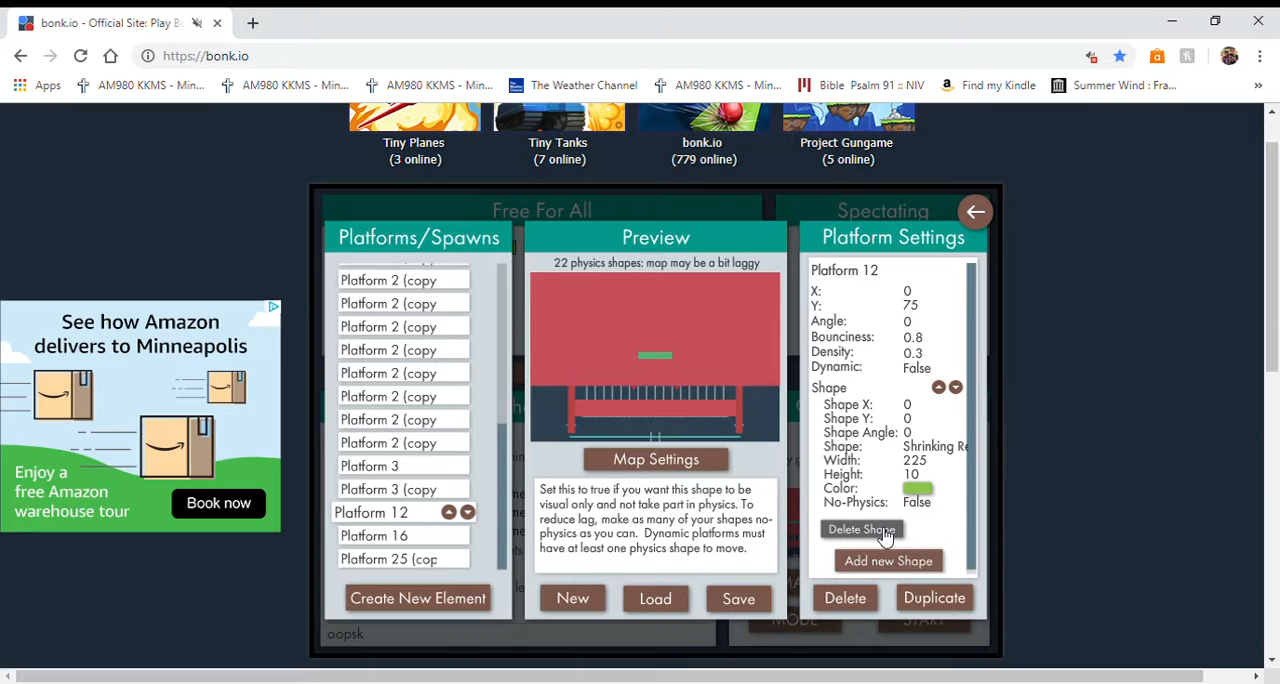 bonk.io - Official Site: Play Bo
https://bonk.io
Apps
AM980 KKMS - Min...
AM980 KKMS - Min...
AM980 KKMS - Min...
The Weather Channel
AM980 KKMS - Min...
Bible Psalm 91 :: NIV
Find my Kindle
Summer Wind : Fra...
»
Tiny Planes
(3 online)
Tiny Tanks
(7 online)
bonk.io
(779 online)
Project Gungame
(5 online)
Free For All
Spectating
Platforms/Spawns
Preview
Platform Settings
See how Amazon
delivers to Minneapolis
Enjoy a
free Amazon
warehouse tour
Book now
Platform 2 (copy
Platform 2 (copy
Platform 2 (copy
Platform 2 (copy
Platform 2 (copy
Platform 2 (copy
Platform 2 (copy
Platform 2 (copy
Platform 3
Platform 3 (copy
Platform 12
Platform 16
Platform 25 (cop
Create New Element
22 physics shapes: map may be a bit laggy
Map Settings
Set this to true if you want this shape to be
visual only and not take part in physics. To
reduce lag, make as many of your shapes no-
physics as you can. Dynamic platforms must
have at least one physics shape to move.
New
Load
Save
Platform 12
X: 0
Y: 75
Angle: 0
Bounciness: 0.8
Density: 0.3
Dynamic: False
Shape
Shape X: 0
Shape Y: 0
Shape Angle: 0
Shape: Shrinking Re
Width: 225
Height: 10
Color:
No-Physics: False
Delete Shape
Add new Shape
Delete
Duplicate
oopsk
MODE
START